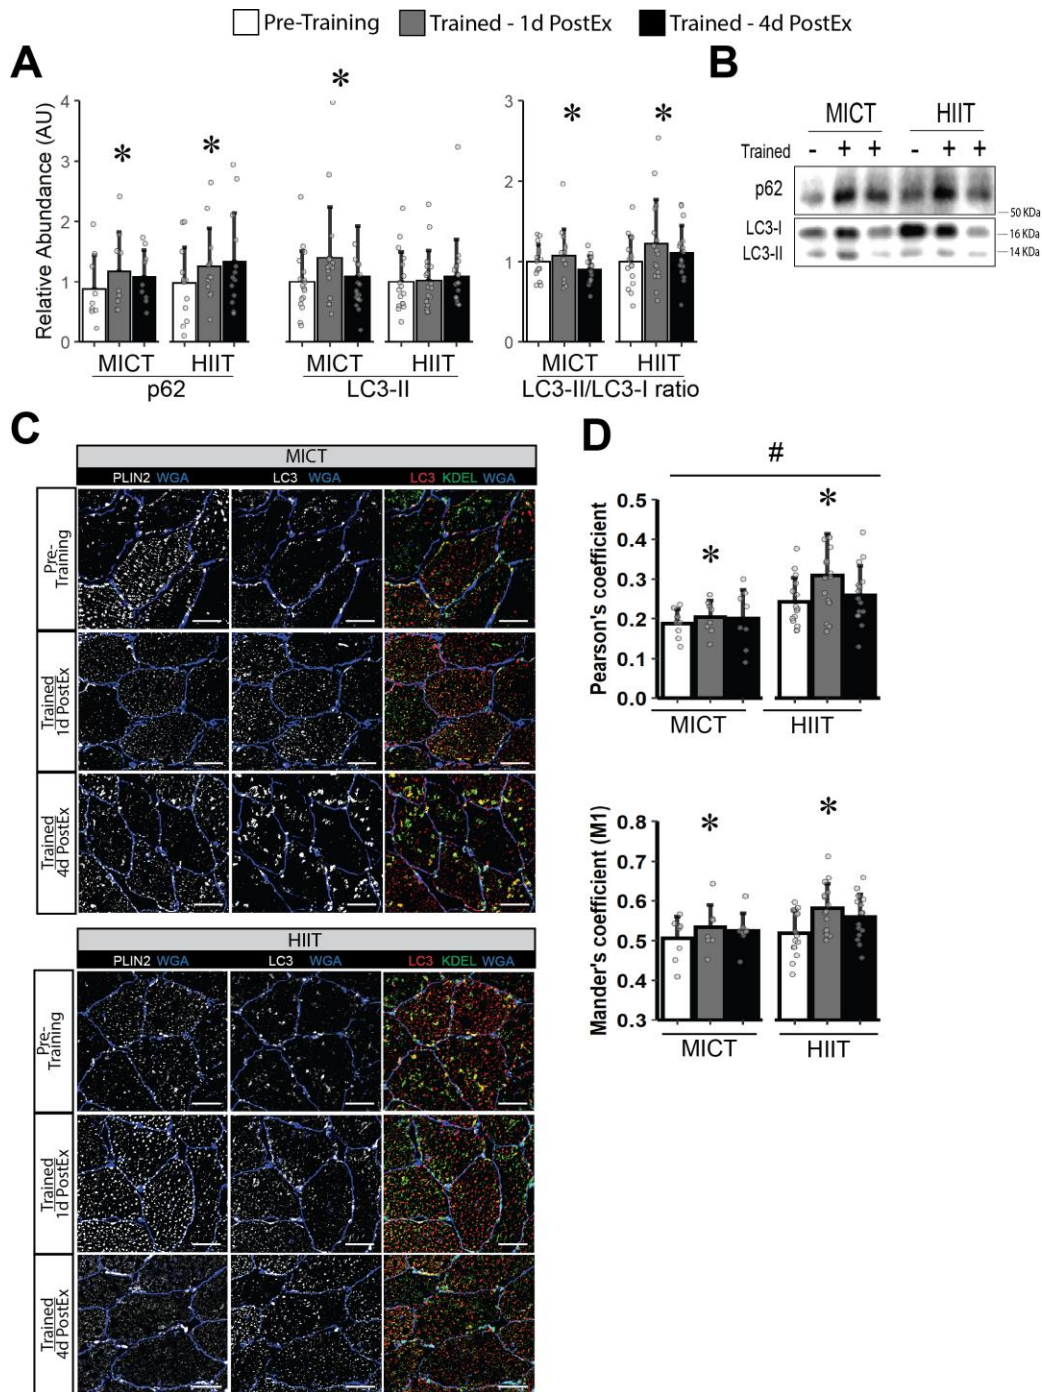 Pre-Training Trained - 1d PostEx Trained - 4d PostEx
A
Relative Abundance (AU)
4
3
2
1
0
* * *
MICT HIIT
p62
MICT HIIT
LC3-II
3
2
1
0
* *
MICT HIIT
LC3-II/LC3-I ratio
B
MICT HIIT
Trained - + + - + +
p62
50 KDa
LC3-I
16 KDa
LC3-II
14 KDa
C
MICT
PLIN2 WGA LC3 WGA LC3 KDEL WGA
Pre-
Training
Trained
1d PostEx
Trained
4d PostEx
HIIT
PLIN2 WGA LC3 WGA LC3 KDEL WGA
Pre-
Training
Trained
1d PostEx
Trained
4d PostEx
D
#
Pearson's coefficient
0.5
0.4
0.3
0.2
0.1
0.0
* *
MICT HIIT
Mander's coefficient (M1)
0.8
0.7
0.6
0.5
0.4
0.3
* *
MICT HIIT